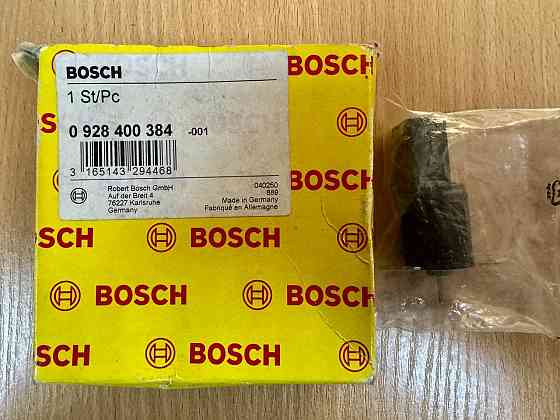 BOSCH
1 St/Pc
0 928 400 384 -001
3 165143 294468
Robert Bosch GmbH
Auf der Breit 4
76227 Karlsruhe
Germany
040250
889
Made in Germany
Fabriqué en Allemagne
BOSCH
S
BOSCH
BOSCH
BOSCH
BOSCH
BOSCH
BOSCH
BOSCH
BOSCH
BOSCH